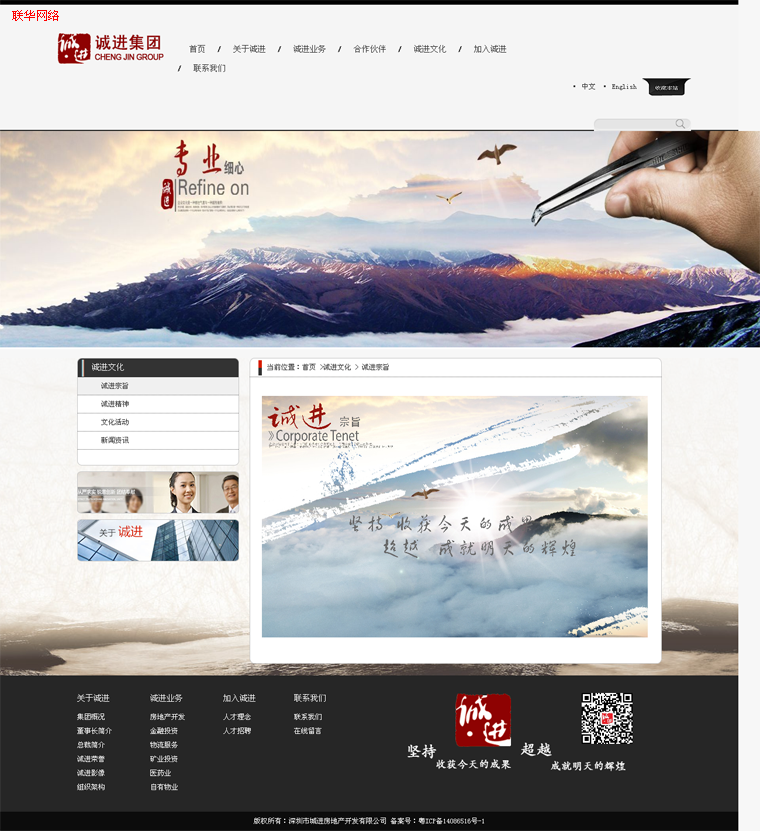 联华网络
诚进集团
CHENG JIN GROUP
首页 / 关于诚进 / 诚进业务 / 合作伙伴 / 诚进文化 / 加入诚进
/ 联系我们
• 中文 • English
专业 细心
诚进 Refine on
诚进文化
诚进宗旨
诚进精神
文化活动
新闻资讯
关于 诚进
当前位置：首页 >诚进文化 > 诚进宗旨
诚进 宗旨
Corporate Tenet
坚持 收获今天的成果
超越 成就明天的辉煌
关于诚进 诚进业务 加入诚进 联系我们
集团概况 房地产开发 人才理念 联系我们
董事长简介 金融投资 人才招聘 在线留言
总裁简介 物流服务
诚进荣誉 矿业投资
诚进影像 医药业
组织架构 自有物业
诚进
坚持 收获今天的成果
超越 成就明天的辉煌
版权所有：深圳市城进房地产开发有限公司 备案号：粤ICP备14086516号-1